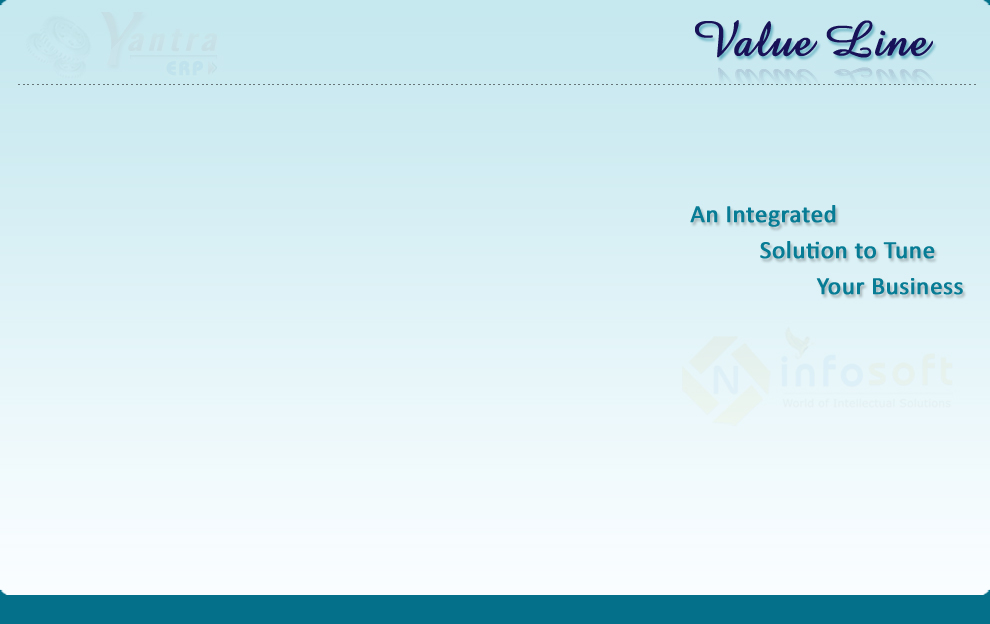 Yantra
ERP
Value Line
An Integrated
Solution to Tune
Your Business
N
infosoft
World of Intellectual Solutions